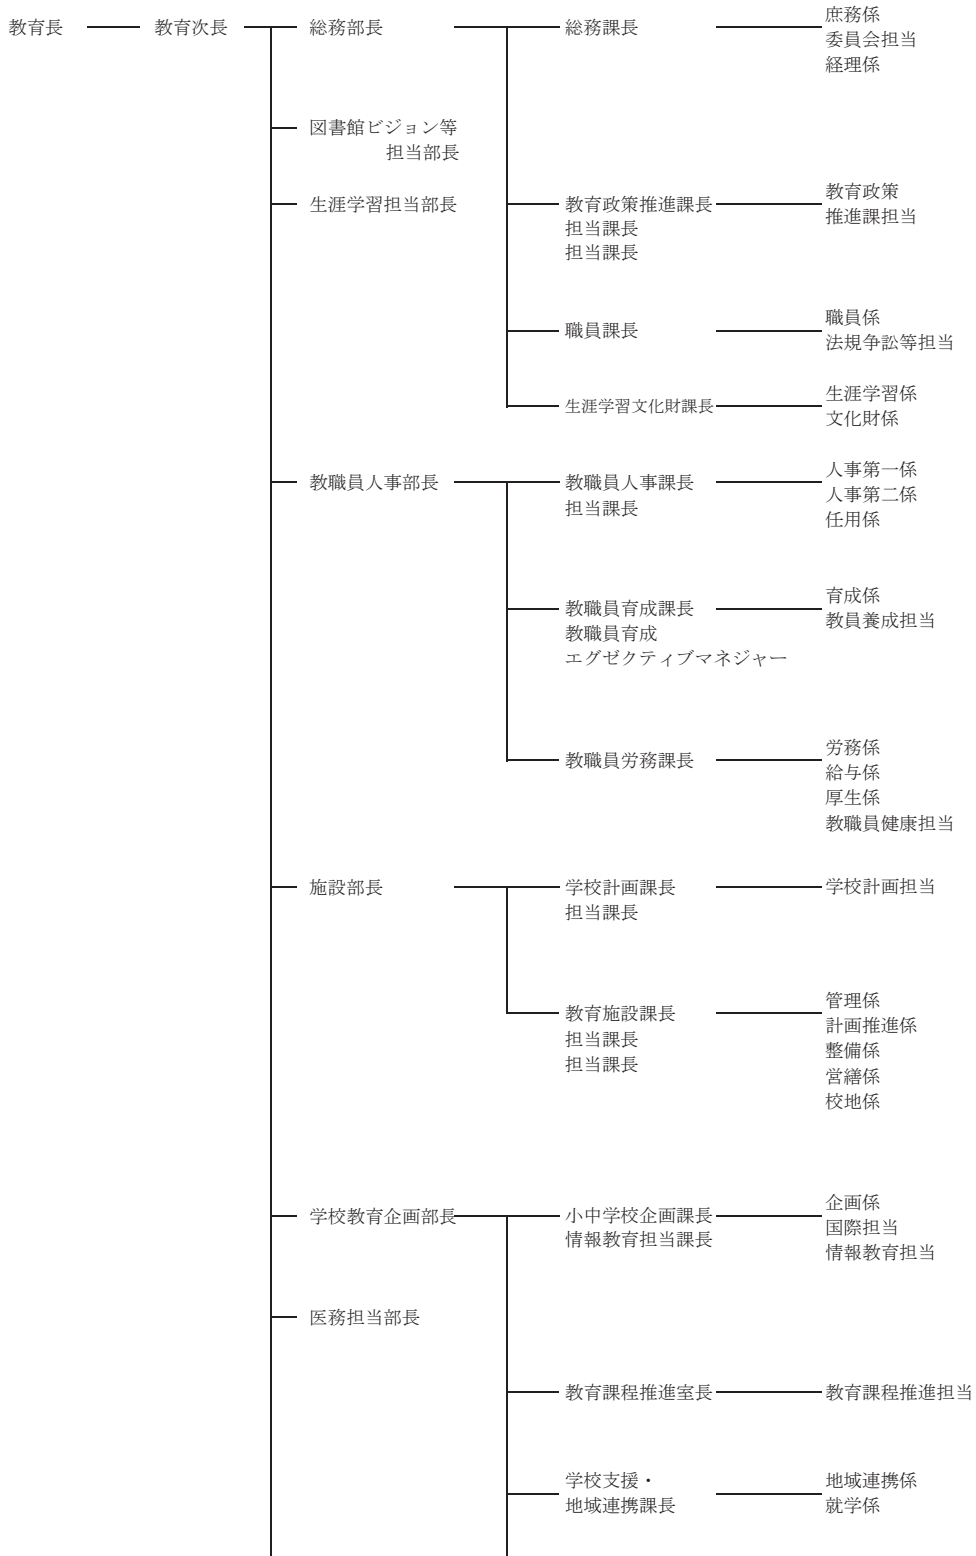 教育長
教育次長
総務部長
総務課長
庶務係
委員会担当
経理係
図書館ビジョン等
担当部長
生涯学習担当部長
教育政策推進課長
担当課長
担当課長
教育政策
推進課担当
職員課長
職員係
法規争訟等担当
生涯学習文化財課長
生涯学習係
文化財係
教職員人事部長
教職員人事課長
担当課長
人事第一係
人事第二係
任用係
教職員育成課長
教職員育成
エグゼクティブマネジャー
育成係
教員養成担当
教職員労務課長
労務係
給与係
厚生係
教職員健康担当
施設部長
学校計画課長
担当課長
学校計画担当
教育施設課長
担当課長
担当課長
管理係
計画推進係
整備係
営繕係
校地係
学校教育企画部長
小中学校企画課長
情報教育担当課長
企画係
国際担当
情報教育担当
医務担当部長
教育課程推進室長
教育課程推進担当
学校支援・
地域連携課長
地域連携係
就学係